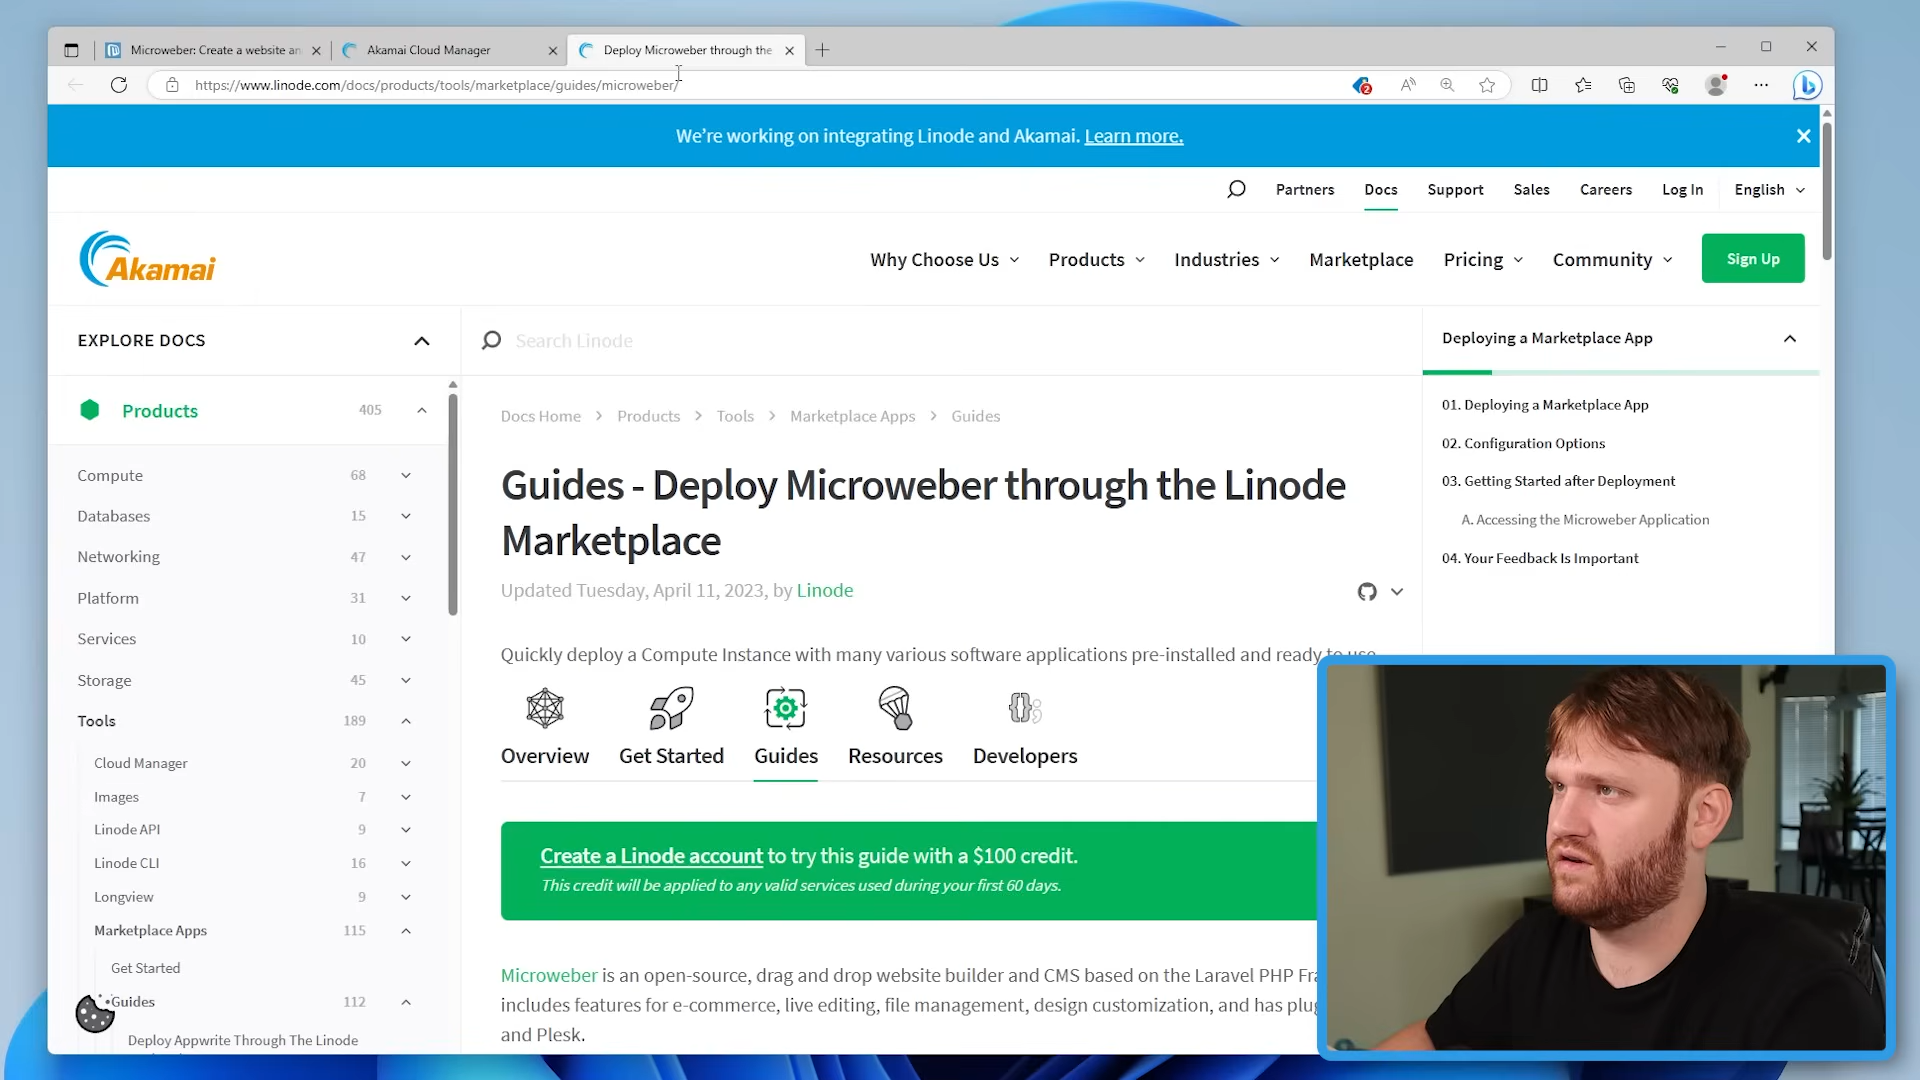 Microweber: Create a website an
Akamai Cloud Manager
Deploy Microweber through the
https://www.linode.com/docs/products/tools/marketplace/guides/microweber/
2
We're working on integrating Linode and Akamai. Learn more.
Partners
Docs
Support
Sales
Careers
Log In
English
Akamai
Why Choose Us
Products
Industries
Marketplace
Pricing
Community
Sign Up
EXPLORE DOCS
Search Linode
Deploying a Marketplace App
Products 405
Compute 68
Databases 15
Networking 47
Platform 31
Services 10
Storage 45
Tools 189
Cloud Manager 20
Images 7
Linode API 9
Linode CLI 16
Longview 9
Marketplace Apps 115
Get Started
Guides 112
Deploy Appwrite Through The Linode
Docs Home > Products > Tools > Marketplace Apps > Guides
Guides - Deploy Microweber through the Linode
Marketplace
Updated Tuesday, April 11, 2023, by Linode
Quickly deploy a Compute Instance with many various software applications pre-installed and ready to use.
Overview
Get Started
Guides
Resources
Developers
Create a Linode account to try this guide with a $100 credit.
This credit will be applied to any valid services used during your first 60 days.
Microweber is an open-source, drag and drop website builder and CMS based on the Laravel PHP Fra
includes features for e-commerce, live editing, file management, design customization, and has plug
and Plesk.
01. Deploying a Marketplace App
02. Configuration Options
03. Getting Started after Deployment
A. Accessing the Microweber Application
04. Your Feedback Is Important